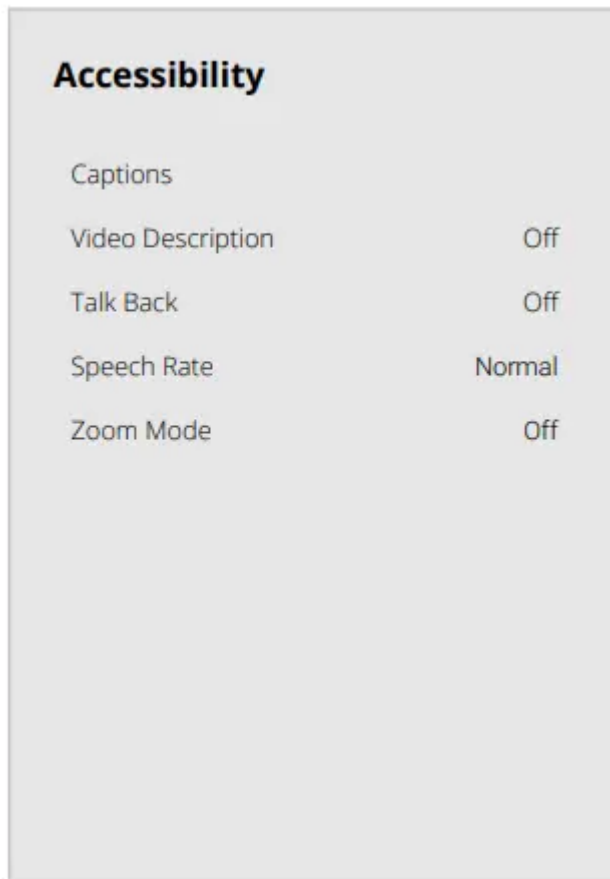 Accessibility
Captions
Video Description Off
Talk Back Off
Speech Rate Normal
Zoom Mode Off